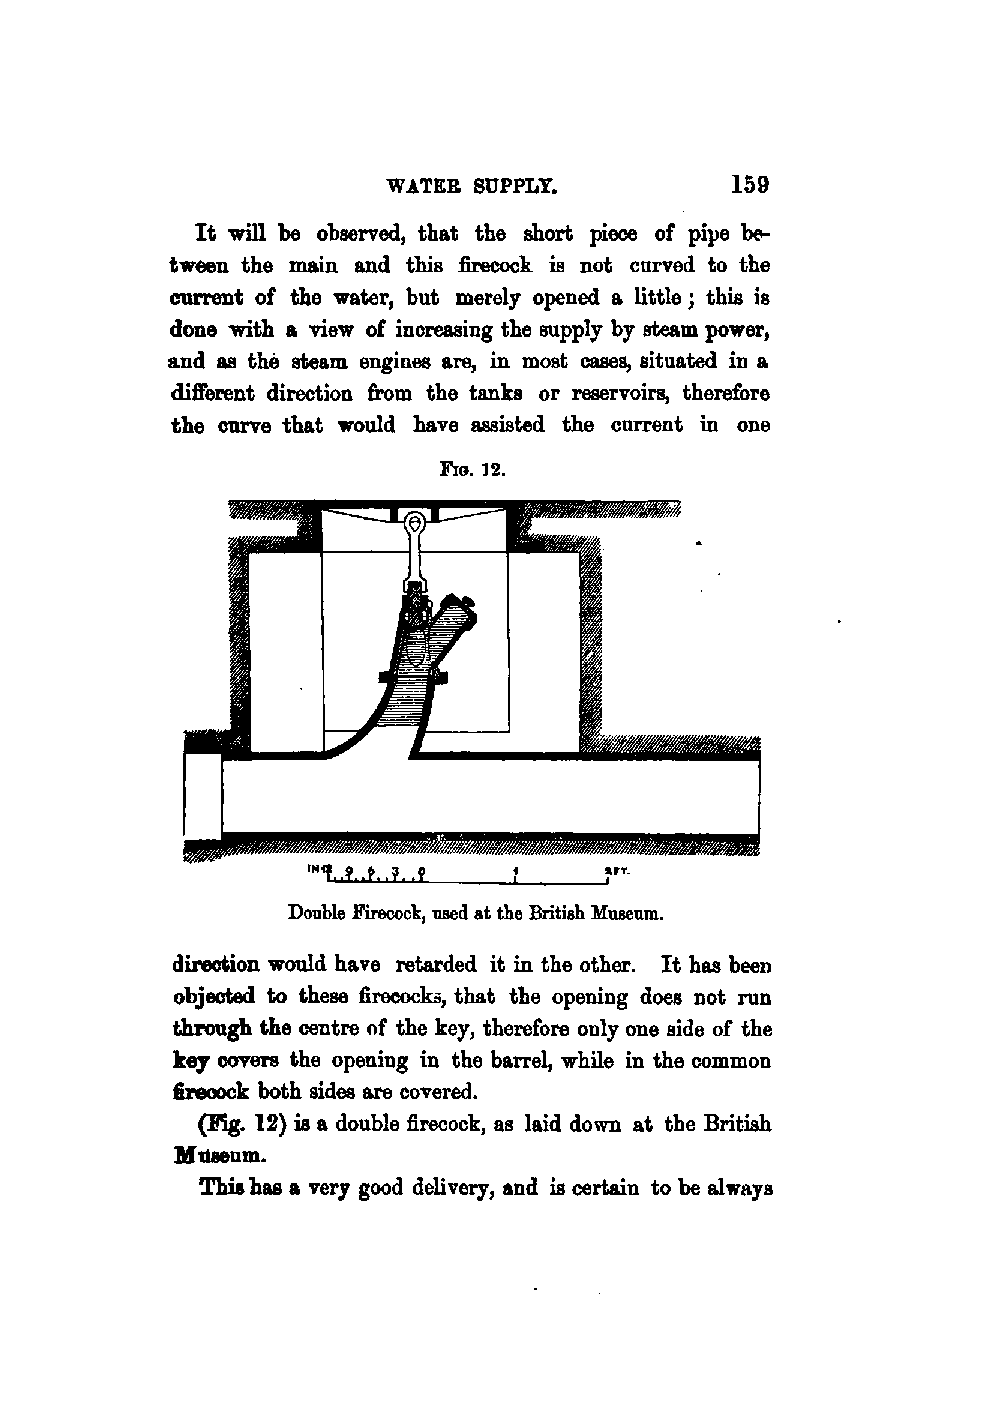 WATER SUPPLY. 159
It will be observed, that the short piece of pipe be-
tween the main and this firecock is not curved to the
current of the water, but merely opened a little; this is
done with a view of increasing the supply by steam power,
and as the steam engines are, in most cases, situated in a
different direction from the tanks or reservoirs, therefore
the curve that would have assisted the current in one
FIG. 12.
IN 12 9 6 3 0 1 2 FT.
Double Firecock, used at the British Museum.
direction would have retarded it in the other. It has been
objected to these firecocks, that the opening does not run
through the centre of the key, therefore only one side of the
key covers the opening in the barrel, while in the common
firecock both sides are covered.
(Fig. 12) is a double firecock, as laid down at the British
Museum.
This has a very good delivery, and is certain to be always